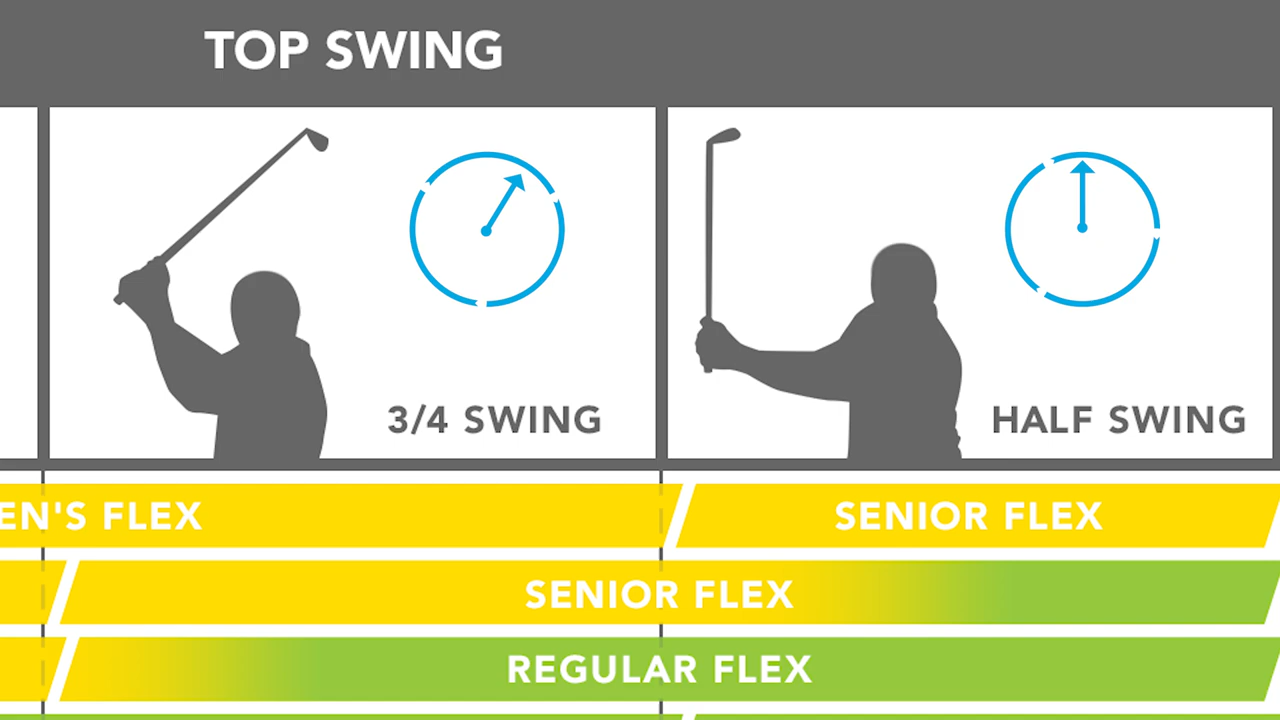 TOP SWING
3/4 SWING
HALF SWING
EN'S FLEX
SENIOR FLEX
SENIOR FLEX
REGULAR FLEX